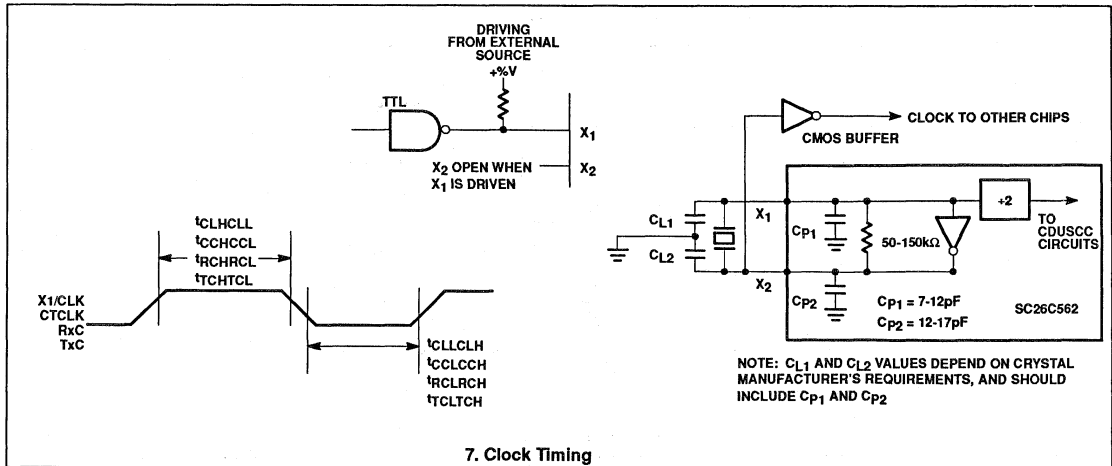 DRIVING
FROM EXTERNAL
SOURCE
+%V
TTL
X1
X2 OPEN WHEN
X1 IS DRIVEN
X2
CLOCK TO OTHER CHIPS
CMOS BUFFER
÷2
TO
CDUSCC
CIRCUITS
CL1
CL2
X1
X2
CP1
50-150kΩ
CP2
CP1 = 7-12pF
CP2 = 12-17pF
SC26C562
NOTE: CL1 AND CL2 VALUES DEPEND ON CRYSTAL
MANUFACTURER'S REQUIREMENTS, AND SHOULD
INCLUDE CP1 AND CP2
tCLHCLL
tCCHCCL
tRCHRCL
tTCHTCL
X1/CLK
CTCLK
RxC
TxC
tCLLCLH
tCCLCCH
tRCLRCH
tTCLTCH
7. Clock Timing